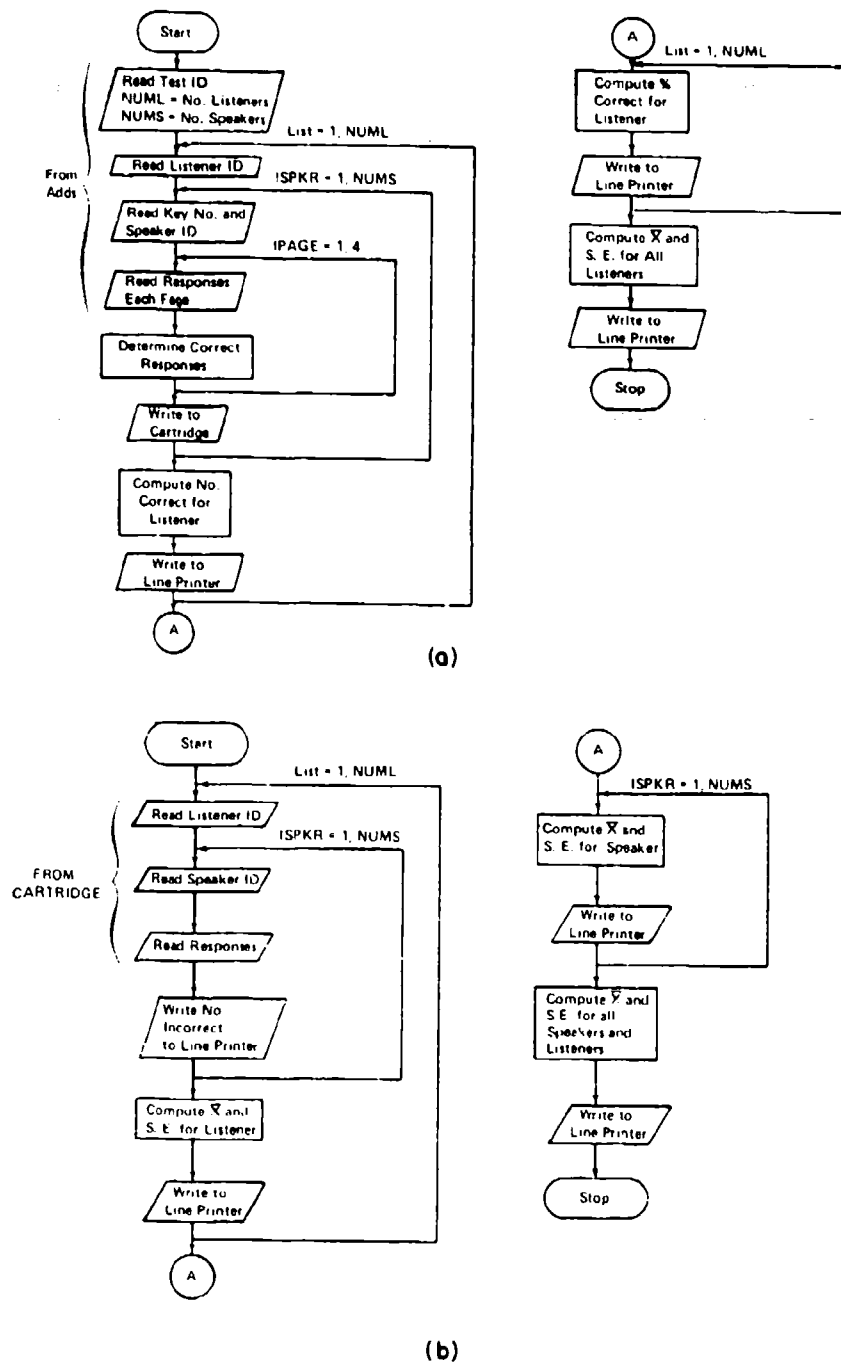 Start
Read Test ID
NUML = No. Listeners
NUMS = No. Speakers
List = 1, NUML
From
Adds
Read Listener ID
ISPKR = 1, NUMS
Read Key No. and
Speaker ID
IPAGE = 1, 4
Read Responses
Each Page
Determine Correct
Responses
Write to
Cartridge
Compute No.
Correct for
Listener
Write to
Line Printer
A
A
List = 1, NUML
Compute %
Correct for
Listener
Write to
Line Printer
Compute X̅ and
S. E. for All
Listeners
Write to
Line Printer
Stop
(a)
Start
List = 1, NUML
FROM
CARTRIDGE
Read Listener ID
ISPKR = 1, NUMS
Read Speaker ID
Read Responses
Write No
Incorrect
to Line Printer
Compute X̅ and
S. E. for Listener
Write to
Line Printer
A
A
ISPKR = 1, NUMS
Compute X̅ and
S. E. for Speaker
Write to
Line Printer
Compute X̅ and
S.E. for all
Speakers and
Listeners
Write to
Line Printer
Stop
(b)